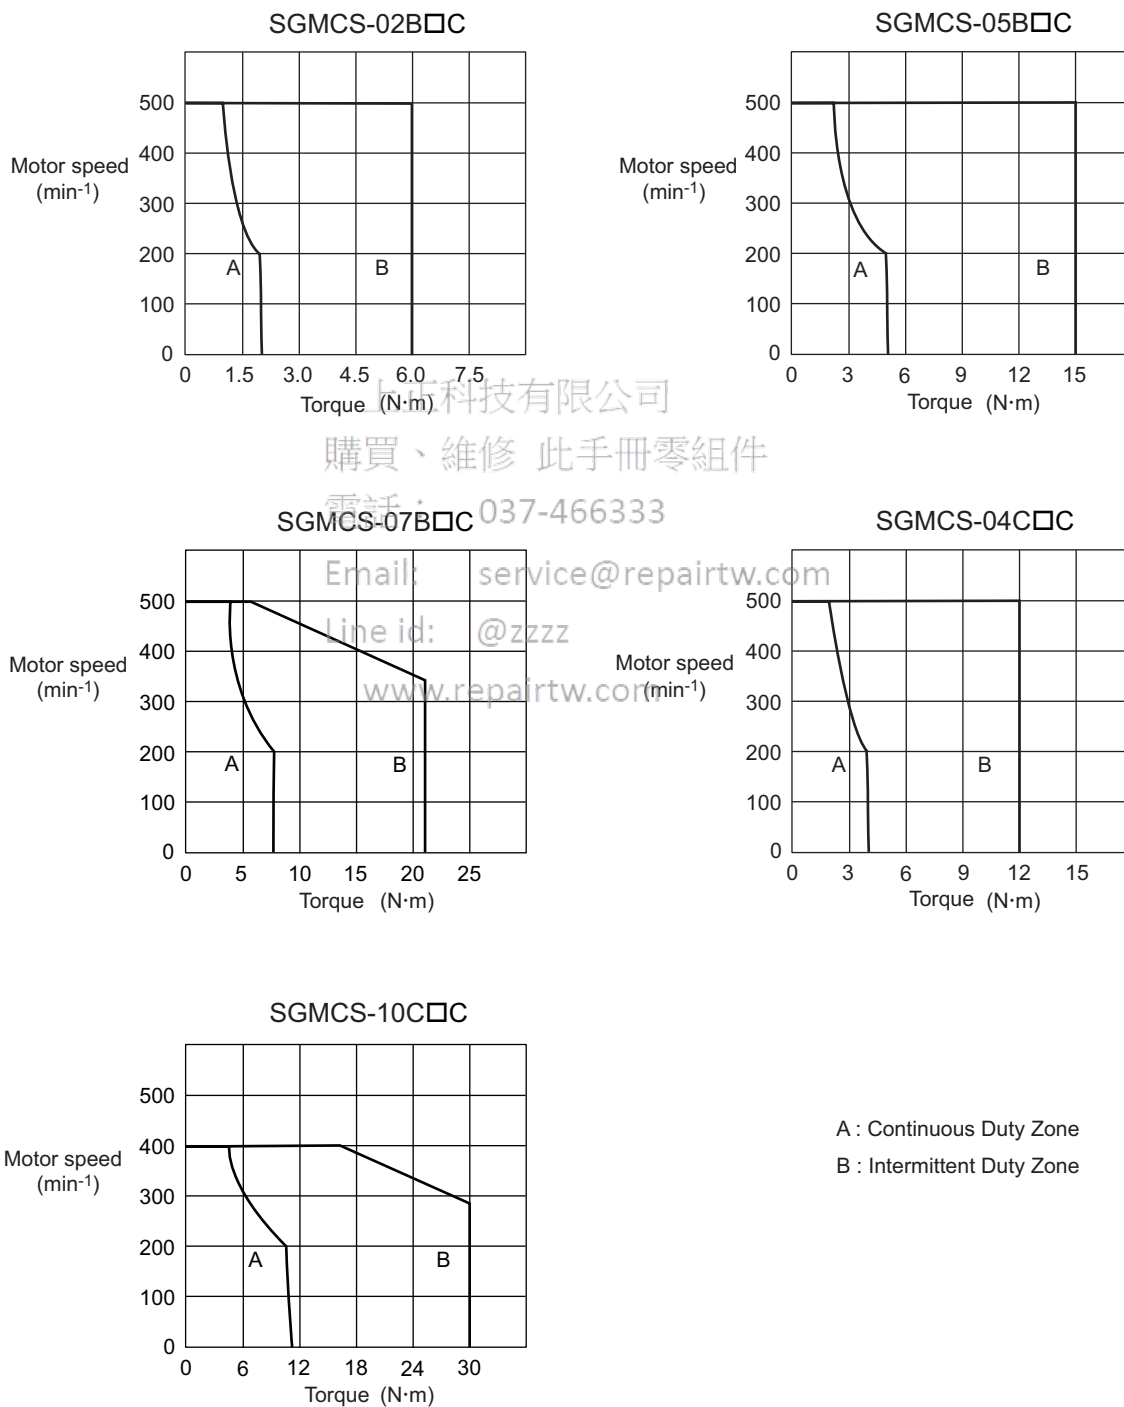 SGMCS-02B□C
500
400
Motor speed
(min-1)
300
200
A
B
100
0
0 1.5 3.0 4.5 6.0 7.5
Torque (N·m)
SGMCS-05B□C
500
400
Motor speed
(min-1)
300
200
A
B
100
0
0 3 6 9 12 15
Torque (N·m)
上正科技有限公司
購買、維修 此手冊零組件
電話： 037-466333
Email: service@repairtw.com
Line id: @zzzz
www.repairtw.com
SGMCS-07B□C
500
400
Motor speed
(min-1)
300
200
A
B
100
0
0 5 10 15 20 25
Torque (N·m)
SGMCS-04C□C
500
400
Motor speed
(min-1)
300
200
A
B
100
0
0 3 6 9 12 15
Torque (N·m)
SGMCS-10C□C
500
400
Motor speed
(min-1)
300
200
A
B
100
0
0 6 12 18 24 30
Torque (N·m)
A : Continuous Duty Zone
B : Intermittent Duty Zone